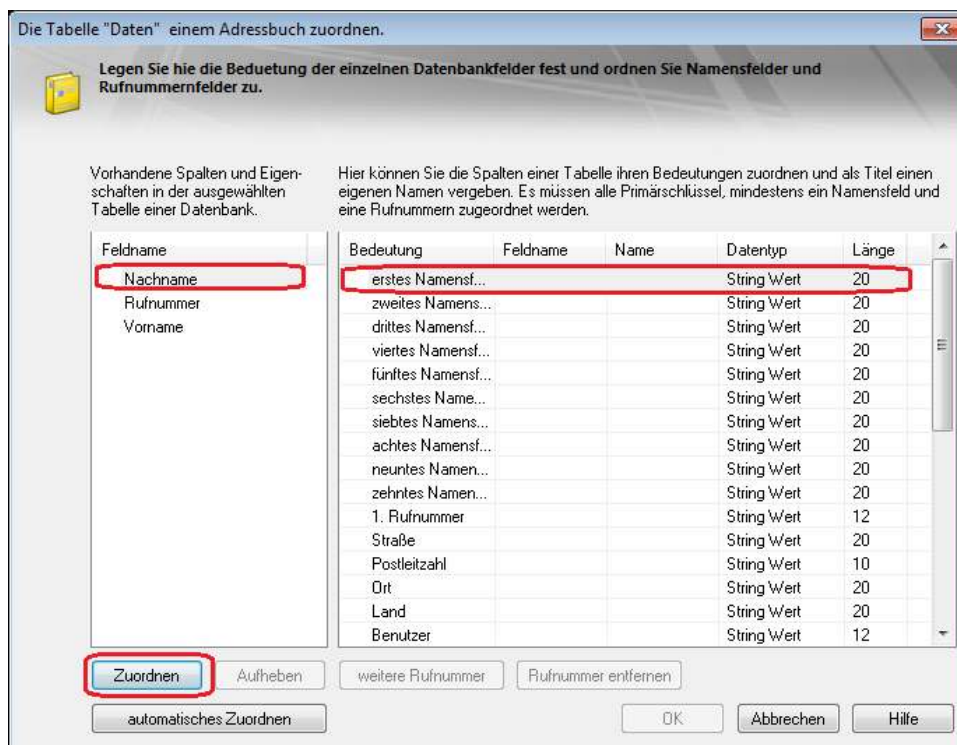 Die Tabelle "Daten" einem Adressbuch zuordnen.
Legen Sie hie die Beduetung der einzelnen Datenbankfelder fest und ordnen Sie Namensfelder und
Rufnummernfelder zu.
Vorhandene Spalten und Eigen-
schaften in der ausgewählten
Tabelle einer Datenbank.
Hier können Sie die Spalten einer Tabelle ihren Bedeutungen zuordnen und als Titel einen
eigenen Namen vergeben. Es müssen alle Primärschlüssel, mindestens ein Namensfeld und
eine Rufnummern zugeordnet werden.
Feldname
Nachname
Rufnummer
Vorname
Bedeutung Feldname Name Datentyp Länge
erstes Namensf... String Wert 20
zweites Namens... String Wert 20
drittes Namensf... String Wert 20
viertes Namensf... String Wert 20
fünftes Namensf... String Wert 20
sechstes Name... String Wert 20
siebtes Namens... String Wert 20
achtes Namensf... String Wert 20
neuntes Namen... String Wert 20
zehntes Namen... String Wert 20
1. Rufnummer String Wert 12
Straße String Wert 20
Postleitzahl String Wert 10
Ort String Wert 20
Land String Wert 20
Benutzer String Wert 12
Zuordnen Aufheben weitere Rufnummer Rufnummer entfernen
automatisches Zuordnen OK Abbrechen Hilfe